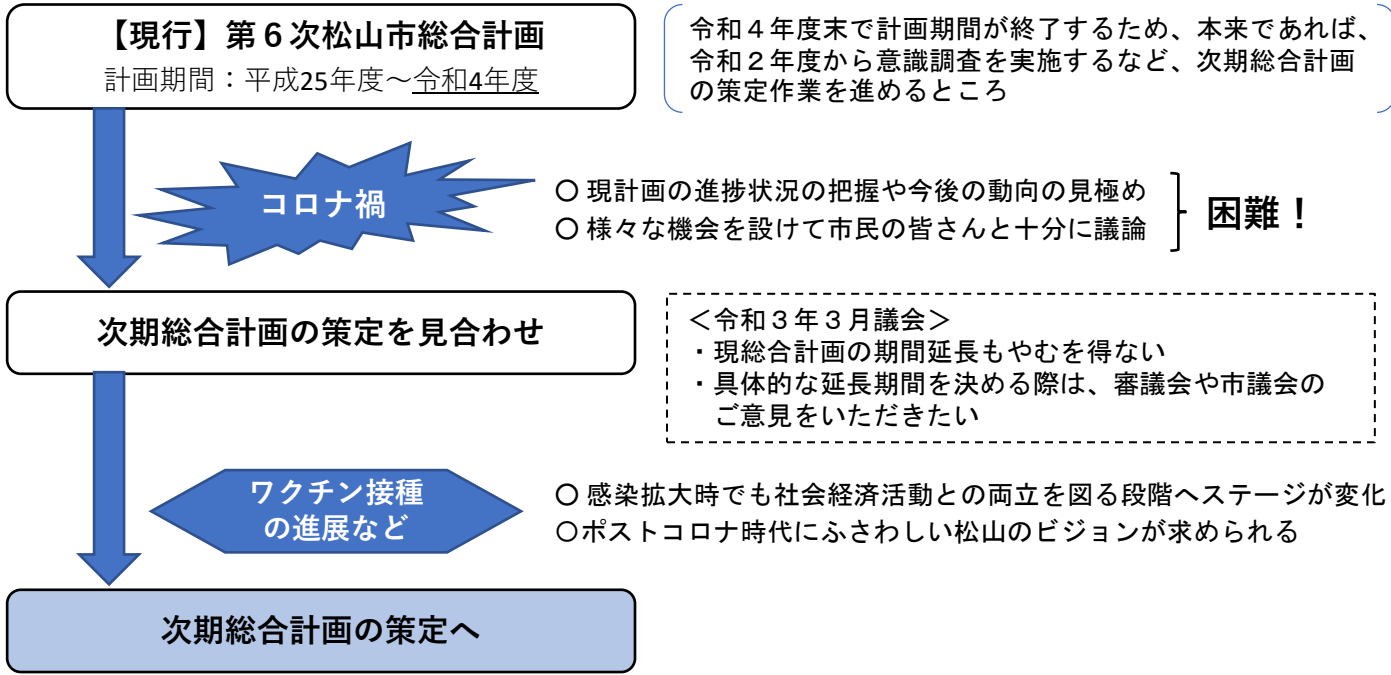 【現行】第６次松山市総合計画
計画期間：平成25年度～令和4年度
令和４年度末で計画期間が終了するため、本来であれば、
令和２年度から意識調査を実施するなど、次期総合計画
の策定作業を進めるところ
コロナ禍
〇 現計画の進捗状況の把握や今後の動向の見極め
〇 様々な機会を設けて市民の皆さんと十分に議論
困難！
次期総合計画の策定を見合わせ
＜令和３年３月議会＞
・現総合計画の期間延長もやむを得ない
・具体的な延長期間を決める際は、審議会や市議会の
ご意見をいただきたい
ワクチン接種
の進展など
〇 感染拡大時でも社会経済活動との両立を図る段階へステージが変化
〇ポストコロナ時代にふさわしい松山のビジョンが求められる
次期総合計画の策定へ